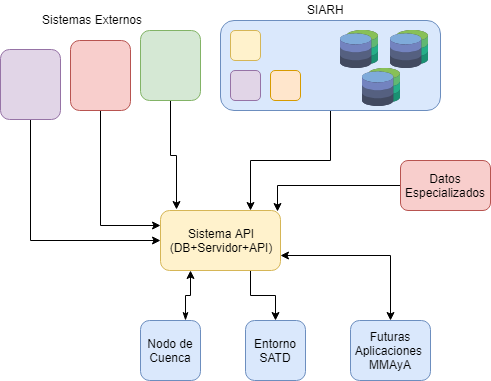 Sistemas Externos
SIARH
Datos
Especializados
Sistema API
(DB+Servidor+API)
Nodo de
Cuenca
Entorno
SATD
Futuras
Aplicaciones
MMAyA